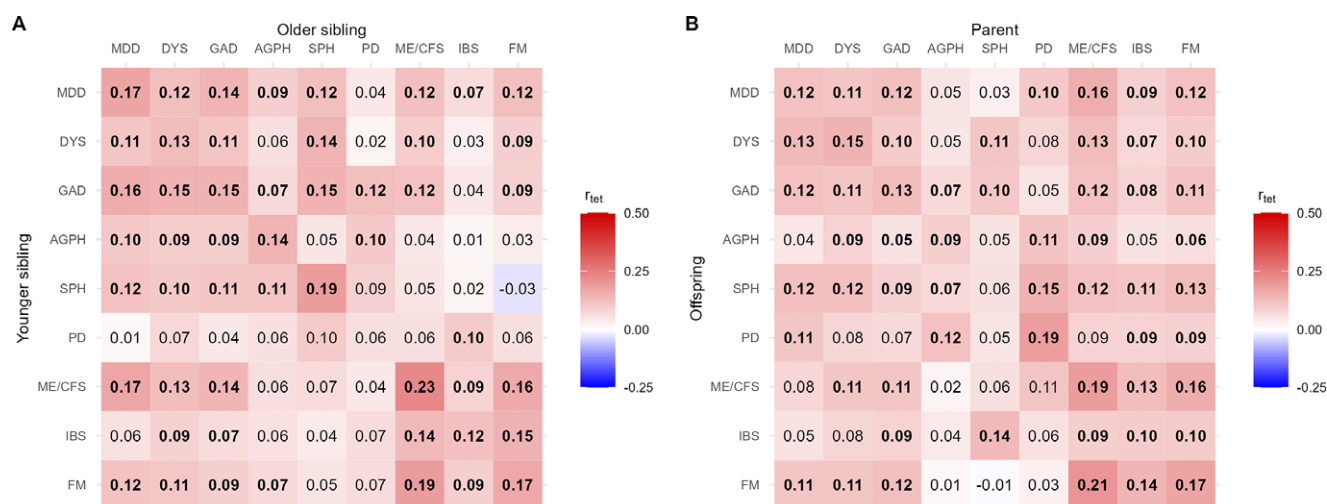 A
Older sibling
MDD DYS GAD AGPH SPH PD ME/CFS IBS FM
Younger sibling
MDD 0.17 0.12 0.14 0.09 0.12 0.04 0.12 0.07 0.12
DYS 0.11 0.13 0.11 0.06 0.14 0.02 0.10 0.03 0.09
GAD 0.16 0.15 0.15 0.07 0.15 0.12 0.12 0.04 0.09
AGPH 0.10 0.09 0.09 0.14 0.05 0.10 0.04 0.01 0.03
SPH 0.12 0.10 0.11 0.11 0.19 0.09 0.05 0.02 -0.03
PD 0.01 0.07 0.04 0.06 0.10 0.06 0.06 0.10 0.06
ME/CFS 0.17 0.13 0.14 0.06 0.07 0.04 0.23 0.09 0.16
IBS 0.06 0.09 0.07 0.06 0.04 0.07 0.14 0.12 0.15
FM 0.12 0.11 0.09 0.07 0.05 0.07 0.19 0.09 0.17
rtet
0.50
0.25
0.00
-0.25
B
Parent
MDD DYS GAD AGPH SPH PD ME/CFS IBS FM
Offspring
MDD 0.12 0.11 0.12 0.05 0.03 0.10 0.16 0.09 0.12
DYS 0.13 0.15 0.10 0.05 0.11 0.08 0.13 0.07 0.10
GAD 0.12 0.11 0.13 0.07 0.10 0.05 0.12 0.08 0.11
AGPH 0.04 0.09 0.05 0.09 0.05 0.11 0.09 0.05 0.06
SPH 0.12 0.12 0.09 0.07 0.06 0.15 0.12 0.11 0.13
PD 0.11 0.08 0.07 0.12 0.05 0.19 0.09 0.09 0.09
ME/CFS 0.08 0.11 0.11 0.02 0.06 0.11 0.19 0.13 0.16
IBS 0.05 0.08 0.09 0.04 0.14 0.06 0.09 0.10 0.10
FM 0.11 0.11 0.12 0.01 -0.01 0.03 0.21 0.14 0.17
rtet
0.50
0.25
0.00
-0.25